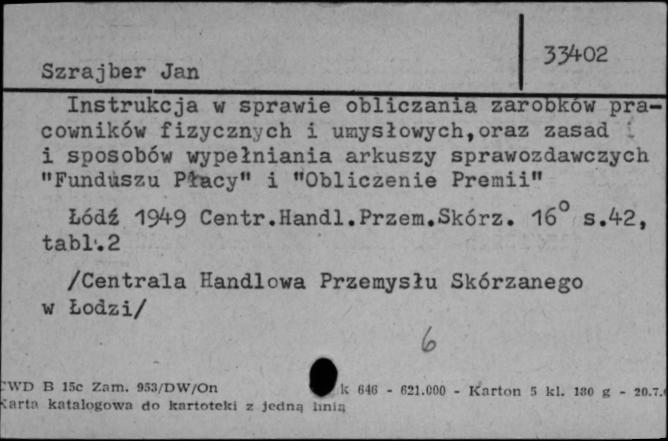 33402
Szrajber Jan
Instrukcja w sprawie obliczania zarobków pra-
cowników fizycznych i umysłowych,oraz zasad i
i sposobów wypełniania arkuszy sprawozdawczych
"Funduszu Płacy" i "Obliczenie Premii"
Łódź 1949 Centr.Handl.Przem.Skórz. 16° s.42,
tabl.2
/Centrala Handlowa Przemysłu Skórzanego
w Łodzi/
6
CWD B 15c Zam. 953/DW/On k 646 - 621.000 - Karton 5 kl. 180 g - 20.7.
Karta katalogowa do kartoteki z jedną linią